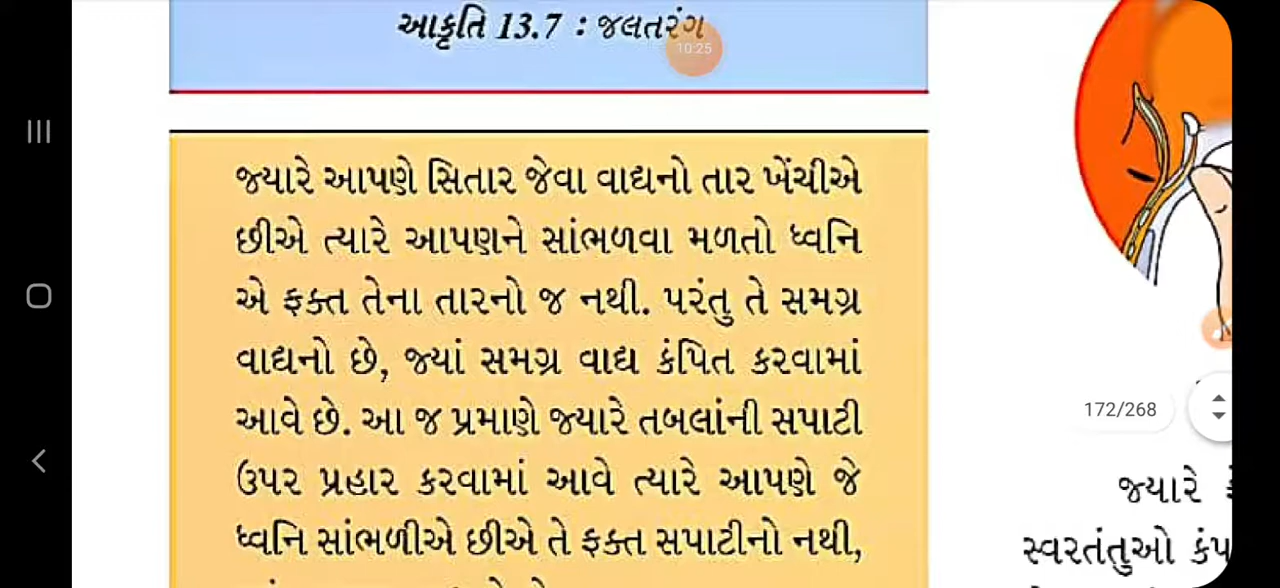 આકૃતિ 13.7 : જલતરંગ
10:25
જ્યારે આપણે સિતાર જેવા વાદ્યનો તાર ખેંચીએ
છીએ ત્યારે આપણને સાંભળવા મળતો ધ્વનિ
એ ફક્ત તેના તારનો જ નથી. પરંતુ તે સમગ્ર
વાદ્યનો છે, જ્યાં સમગ્ર વાદ્ય કંપિત કરવામાં
આવે છે. આ જ પ્રમાણે જ્યારે તબલાંની સપાટી
ઉપર પ્રહાર કરવામાં આવે ત્યારે આપણે જે
ધ્વનિ સાંભળીએ છીએ તે ફક્ત સપાટીનો નથી,
172/268
જ્યારે
સ્વરતંતુઓ કંપ